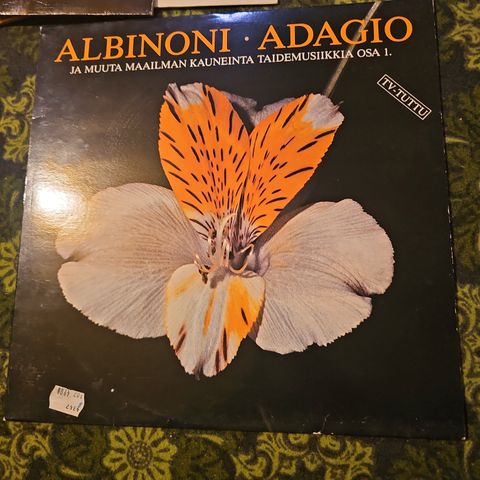 ALBINONI · ADAGIO
JA MUUTA MAAILMAN KAUNEINTA TAIDEMUSIIKKIA OSA 1.
TV-TUTTU